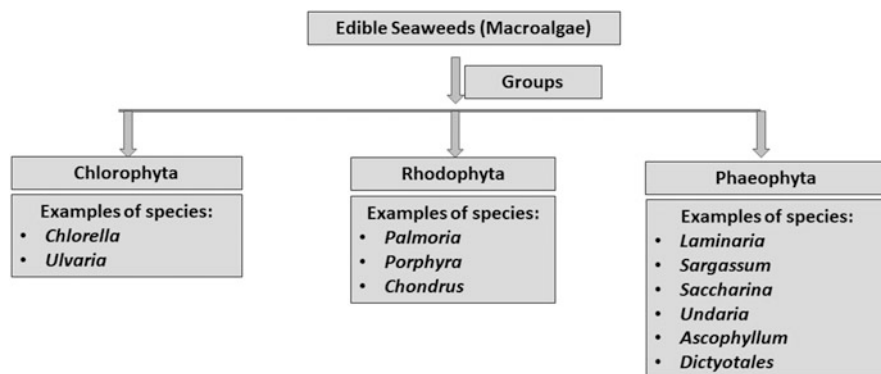 Edible Seaweeds (Macroalgae)
Groups
Chlorophyta
Examples of species:
• Chlorella
• Ulvaria
Rhodophyta
Examples of species:
• Palmoria
• Porphyra
• Chondrus
Phaeophyta
Examples of species:
• Laminaria
• Sargassum
• Saccharina
• Undaria
• Ascophyllum
• Dictyotales